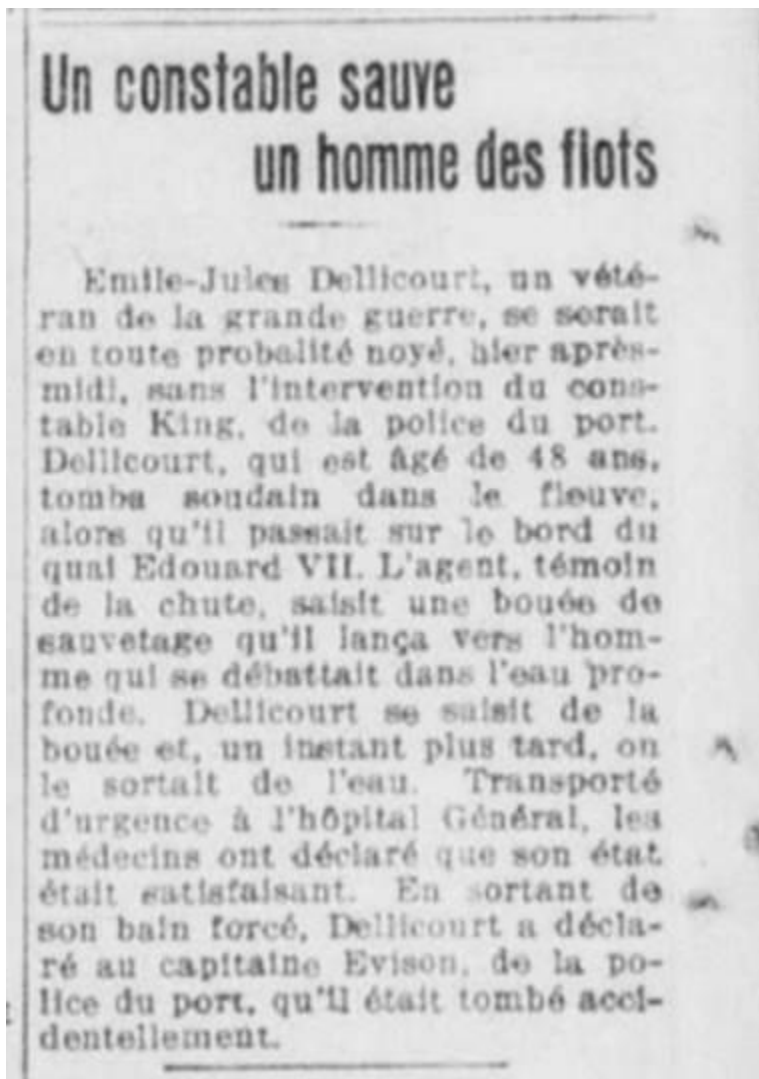 Un constable sauve
un homme des flots
Emile-Jules Dellicourt, un vété-
ran de la grande guerre, se serait
en toute probalité noyé, hier après-
midi, sans l'intervention du cons-
table King, de la police du port.
Dellicourt, qui est âgé de 48 ans,
tomba soudain dans le fleuve,
alors qu'il passait sur le bord du
quai Edouard VII. L'agent, témoin
de la chute, saisit une bouée de
sauvetage qu'il lança vers l'hom-
me qui se débattait dans l'eau pro-
fonde. Dellicourt se saisit de la
bouée et, un instant plus tard, on
le sortait de l'eau. Transporté
d'urgence à l'hôpital Général, les
médecins ont déclaré que son état
était satisfaisant. En sortant de
son bain forcé, Dellicourt a décla-
ré au capitaine Evison, de la po-
lice du port, qu'il était tombé acci-
dentellement.